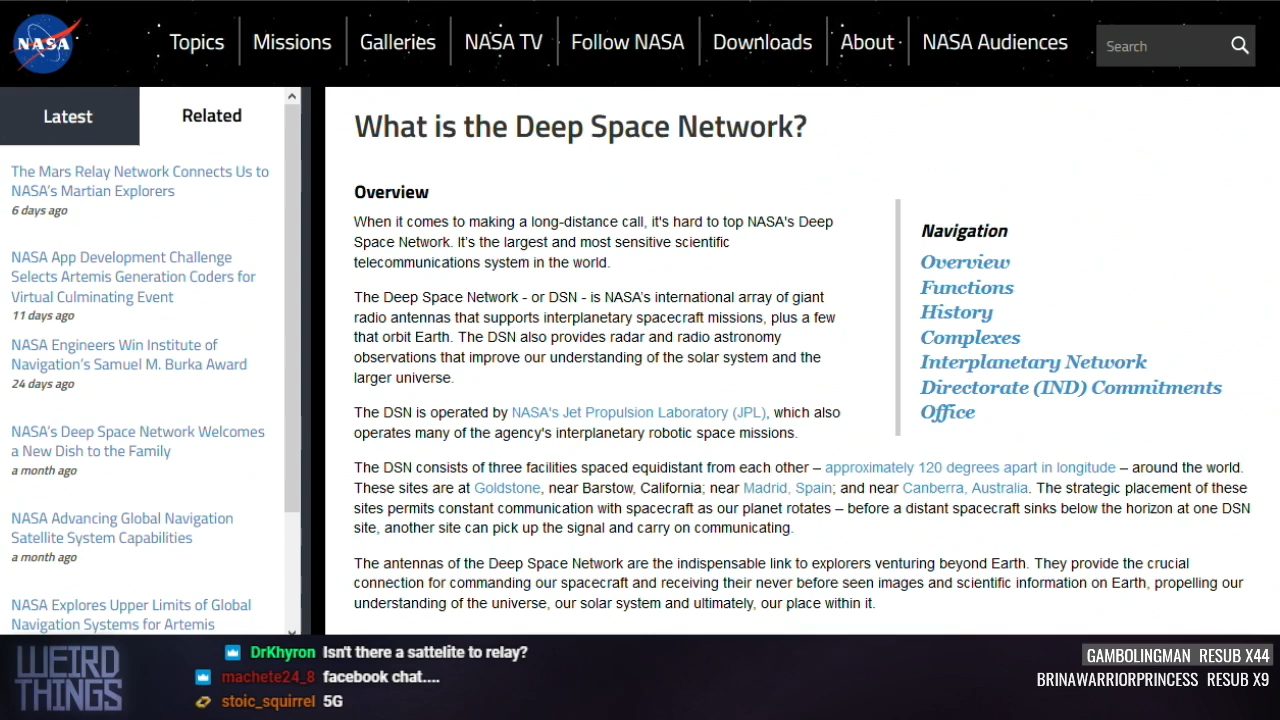 NASA
Topics
Missions
Galleries
NASA TV
Follow NASA
Downloads
About
NASA Audiences
Search
Latest
Related
The Mars Relay Network Connects Us to
NASA's Martian Explorers
6 days ago
NASA App Development Challenge
Selects Artemis Generation Coders for
Virtual Culminating Event
11 days ago
NASA Engineers Win Institute of
Navigation's Samuel M. Burka Award
24 days ago
NASA's Deep Space Network Welcomes
a New Dish to the Family
a month ago
NASA Advancing Global Navigation
Satellite System Capabilities
a month ago
NASA Explores Upper Limits of Global
Navigation Systems for Artemis
What is the Deep Space Network?
Overview
When it comes to making a long-distance call, it's hard to top NASA's Deep
Space Network. It's the largest and most sensitive scientific
telecommunications system in the world.
The Deep Space Network - or DSN - is NASA's international array of giant
radio antennas that supports interplanetary spacecraft missions, plus a few
that orbit Earth. The DSN also provides radar and radio astronomy
observations that improve our understanding of the solar system and the
larger universe.
The DSN is operated by NASA's Jet Propulsion Laboratory (JPL), which also
operates many of the agency's interplanetary robotic space missions.
The DSN consists of three facilities spaced equidistant from each other – approximately 120 degrees apart in longitude – around the world.
These sites are at Goldstone, near Barstow, California; near Madrid, Spain; and near Canberra, Australia. The strategic placement of these
sites permits constant communication with spacecraft as our planet rotates – before a distant spacecraft sinks below the horizon at one DSN
site, another site can pick up the signal and carry on communicating.
The antennas of the Deep Space Network are the indispensable link to explorers venturing beyond Earth. They provide the crucial
connection for commanding our spacecraft and receiving their never before seen images and scientific information on Earth, propelling our
understanding of the universe, our solar system and ultimately, our place within it.
Navigation
Overview
Functions
History
Complexes
Interplanetary Network
Directorate (IND) Commitments
Office
WEIRD
THINGS
DrKhyron Isn't there a sattelite to relay?
machete24_8 facebook chat....
stoic_squirrel 5G
GAMBOLINGMAN RESUB X44
BRINAWARRIORPRINCESS RESUB X9